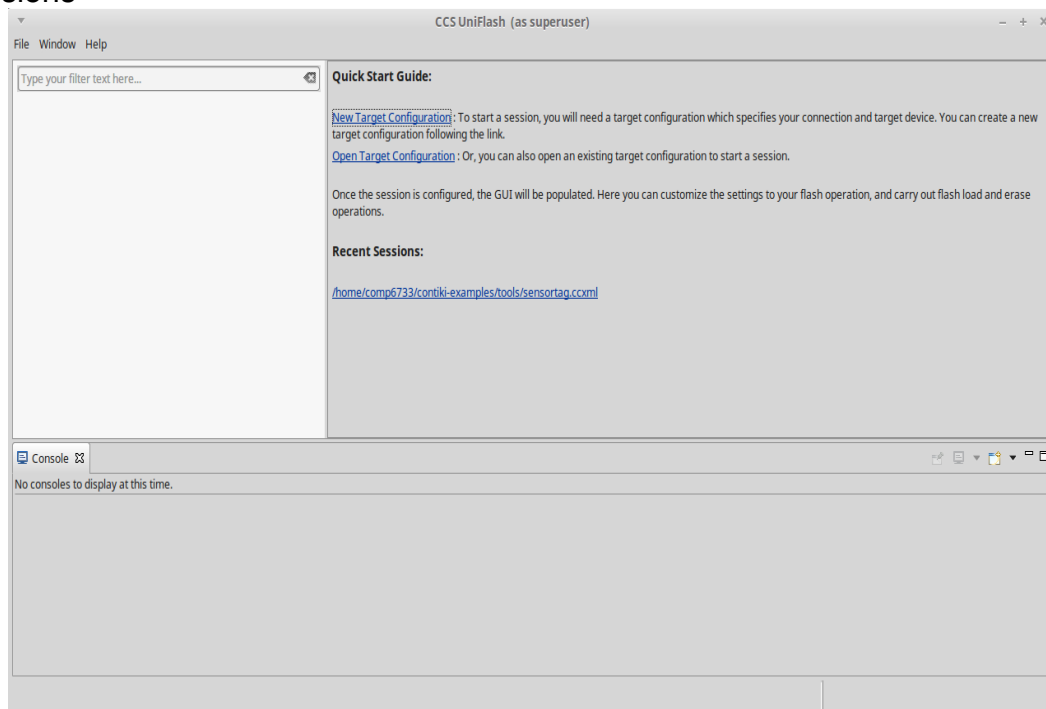 CCS UniFlash (as superuser)
File Window Help
Type your filter text here...
Quick Start Guide:
New Target Configuration : To start a session, you will need a target configuration which specifies your connection and target device. You can create a new
target configuration following the link.
Open Target Configuration : Or, you can also open an existing target configuration to start a session.
Once the session is configured, the GUI will be populated. Here you can customize the settings to your flash operation, and carry out flash load and erase
operations.
Recent Sessions:
/home/comp6733/contiki-examples/tools/sensortag.ccxml
Console
No consoles to display at this time.